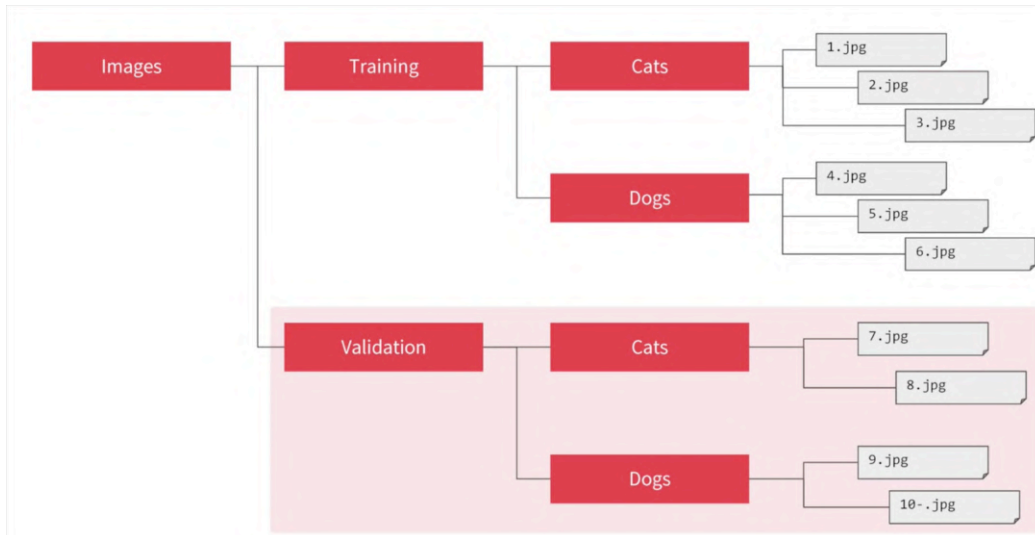 Images
Training
Cats
1.jpg
2.jpg
3.jpg
Dogs
4.jpg
5.jpg
6.jpg
Validation
Cats
7.jpg
8.jpg
Dogs
9.jpg
10-.jpg